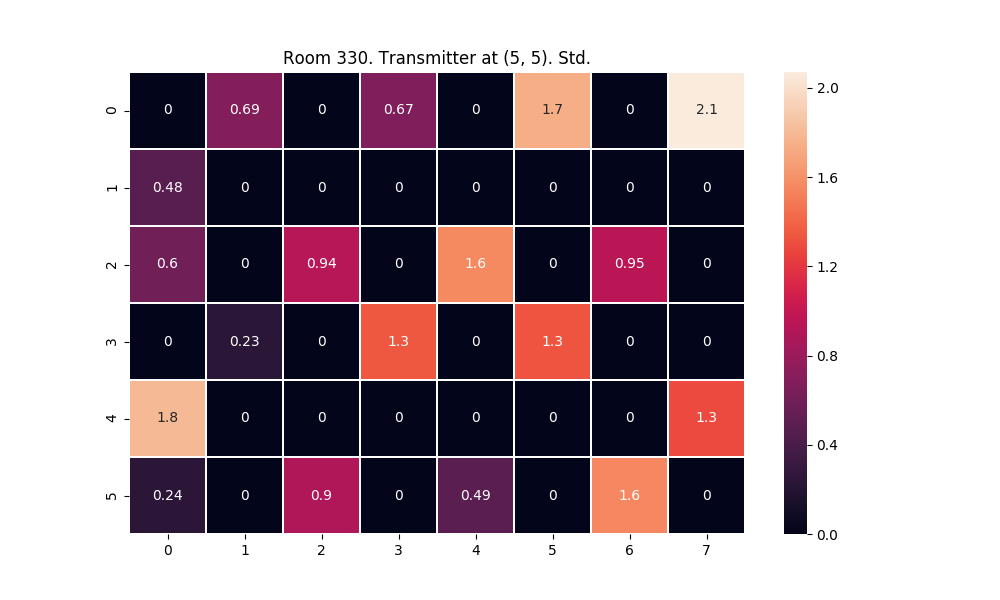 Room 330. Transmitter at (5, 5). Std.
0 0 0.69 0 0.67 0 1.7 0 2.1
1 0.48 0 0 0 0 0 0 0
2 0.6 0 0.94 0 1.6 0 0.95 0
3 0 0.23 0 1.3 0 1.3 0 0
4 1.8 0 0 0 0 0 0 1.3
5 0.24 0 0.9 0 0.49 0 1.6 0
0 1 2 3 4 5 6 7
2.0
1.6
1.2
0.8
0.4
0.0